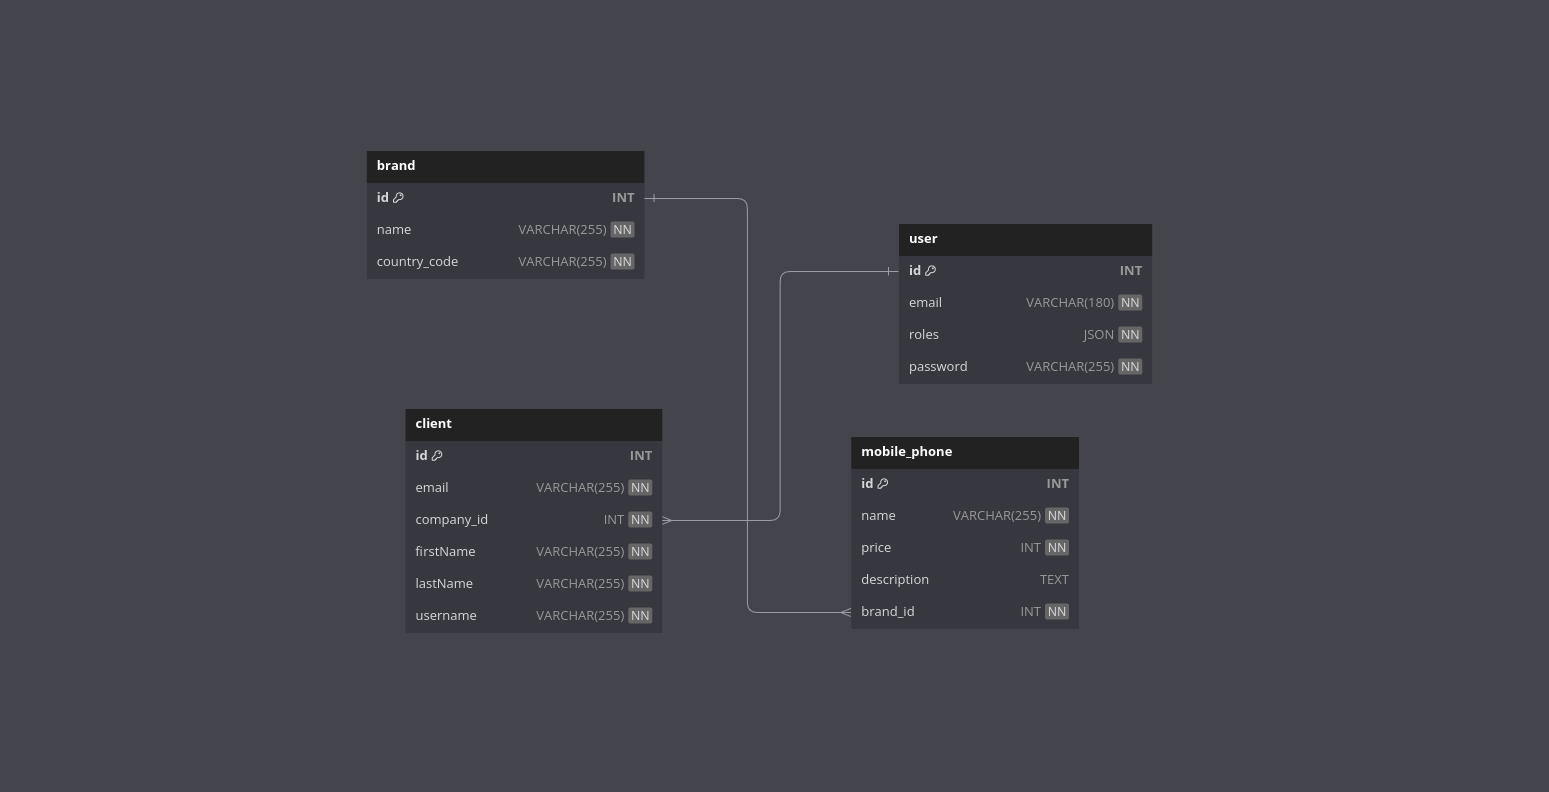 brand
id INT
name VARCHAR(255) NN
country_code VARCHAR(255) NN
user
id INT
email VARCHAR(180) NN
roles JSON NN
password VARCHAR(255) NN
client
id INT
email VARCHAR(255) NN
company_id INT NN
firstName VARCHAR(255) NN
lastName VARCHAR(255) NN
username VARCHAR(255) NN
mobile_phone
id INT
name VARCHAR(255) NN
price INT NN
description TEXT
brand_id INT NN